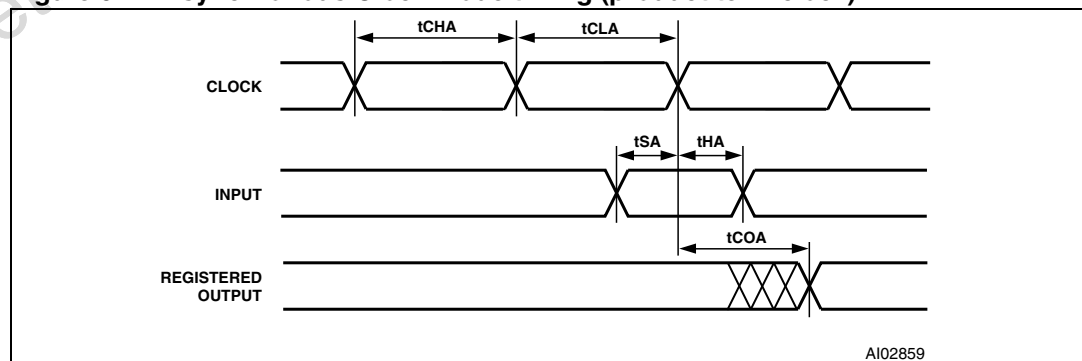 tCHA tCLA
CLOCK
tSA tHA
INPUT
tCOA
REGISTERED
OUTPUT
AI02859